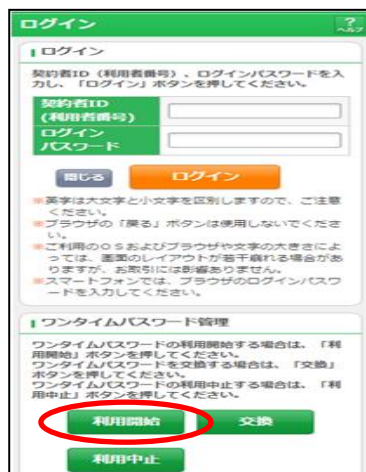 ログイン
?
ヘルプ
ログイン
契約者ID（利用者番号）、ログインパスワードを入
力し、「ログイン」ボタンを押してください。
契約者ID
(利用者番号)
ログイン
パスワード
閉じる
ログイン
※英字は大文字と小文字を区別しますので、ご注意
ください。
※ブラウザの「戻る」ボタンは使用しないでくださ
い。
※ご利用のOSおよびブラウザや文字の大きさによ
っては、画面のレイアウトが若干崩れる場合があ
りますが、お取引には影響ありません。
※スマートフォンでは、ブラウザのログインパスワ
ードを入力してください。
ワンタイムパスワード管理
ワンタイムパスワードの利用開始する場合は、「利
用開始」ボタンを押してください。
ワンタイムパスワードを交換する場合は、「交換」
ボタンを押してください。
ワンタイムパスワードの利用中止する場合は、「利
用中止」ボタンを押してください。
利用開始
交換
利用中止